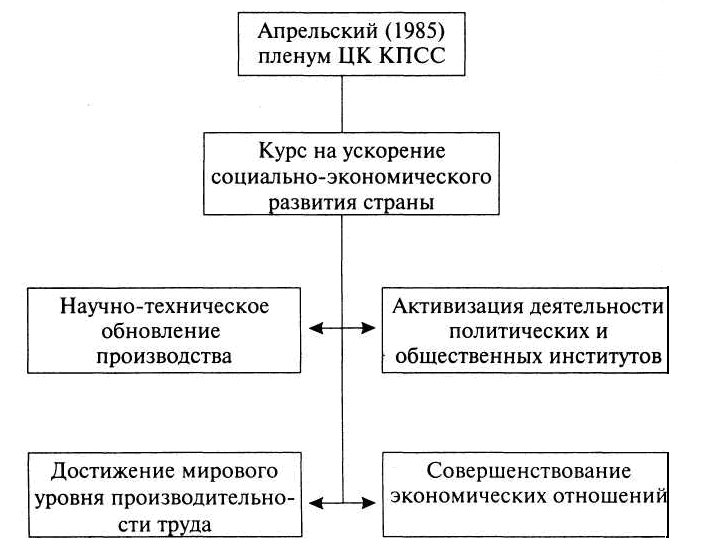 Апрельский (1985)
пленум ЦК КПСС
Курс на ускорение
социально-экономического
развития страны
Научно-техническое
обновление
производства
Активизация деятельности
политических и
общественных институтов
Достижение мирового
уровня производительно-
сти труда
Совершенствование
экономических отношений